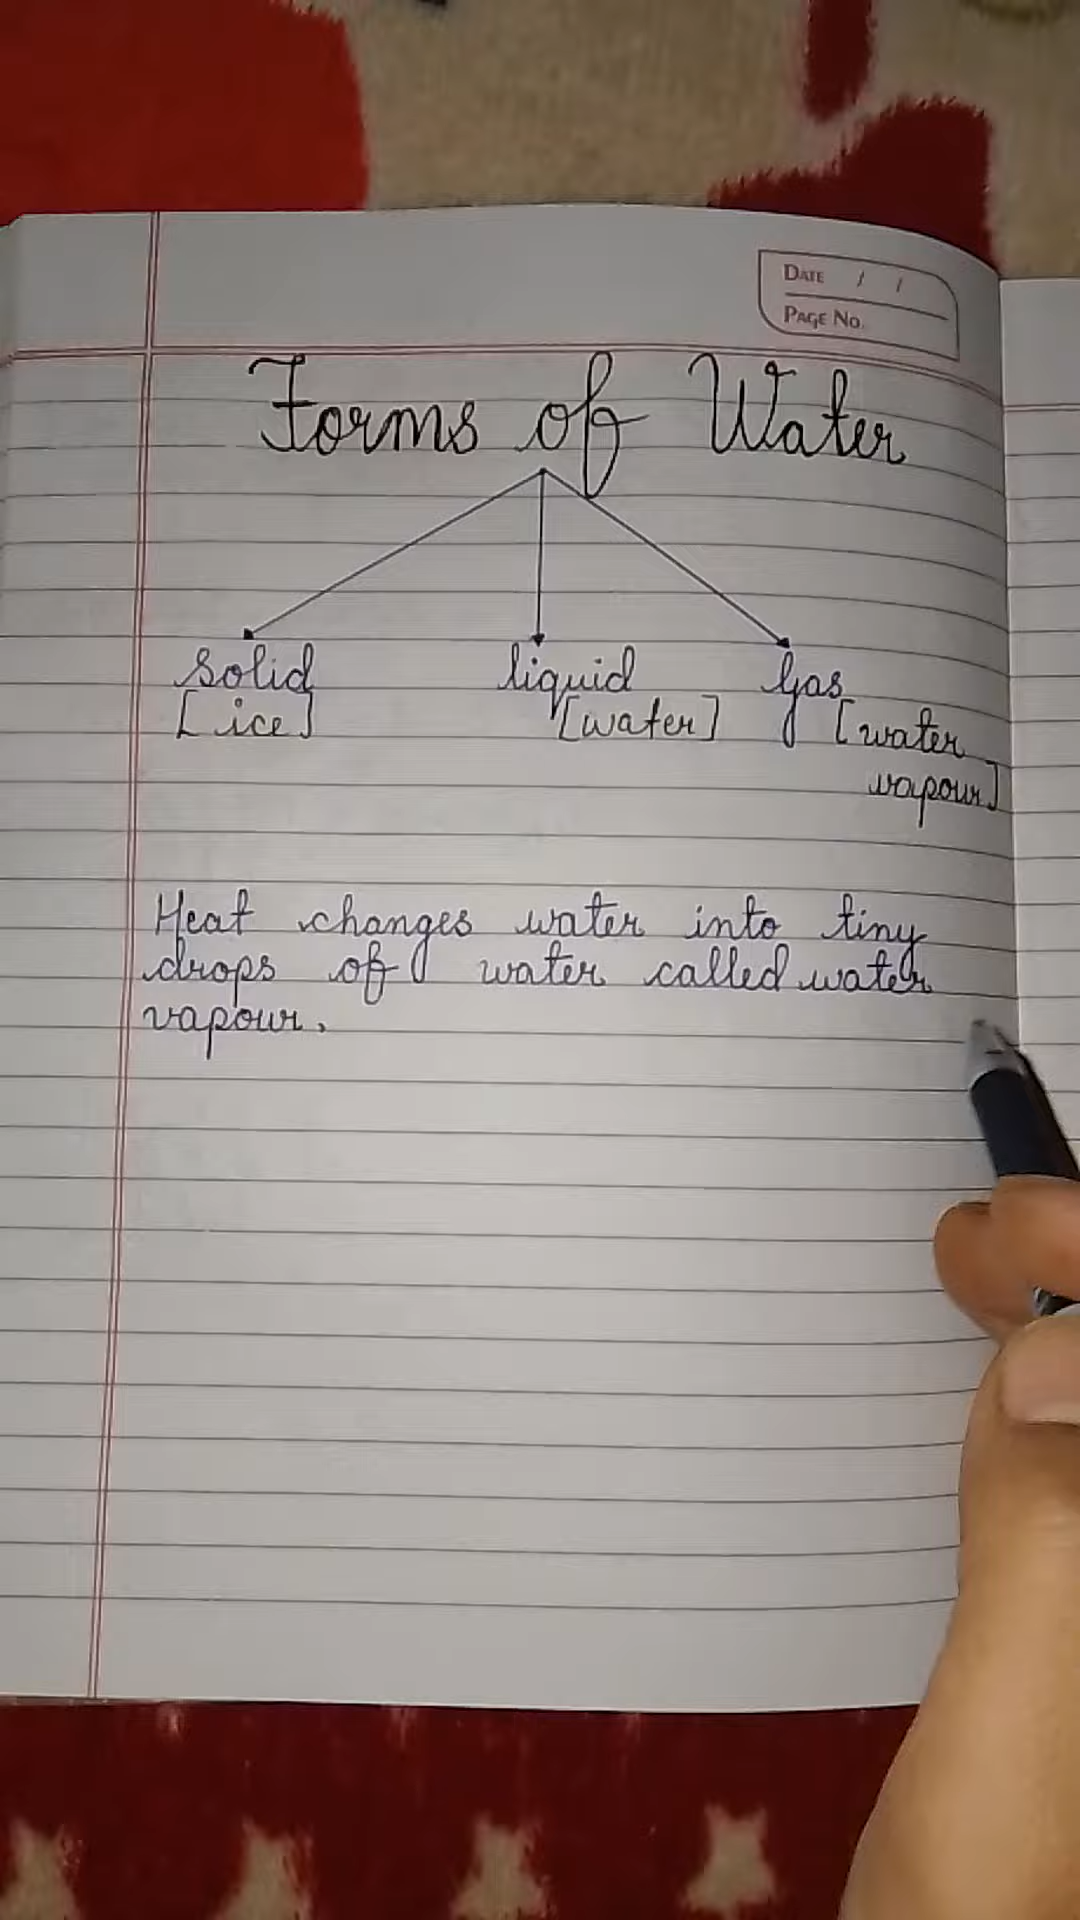 DATE / /
PAGE NO.
Forms of Water
solid liquid Gas
[ice] [water] [water
vapour]
Heat changes water into tiny
drops of water called water
vapour.